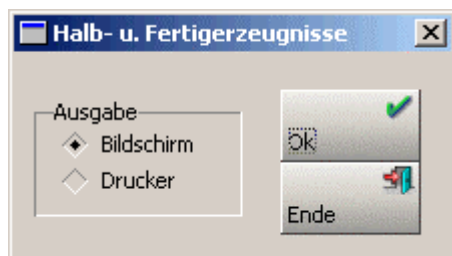 Halb- u. Fertigerzeugnisse
Ausgabe
Bildschirm
Drucker
Ok
Ende